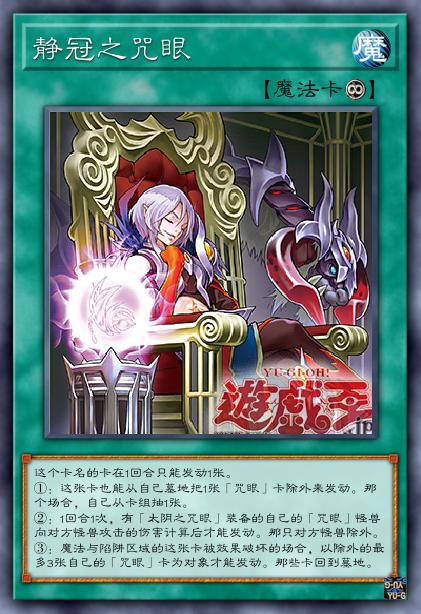 静冠之咒眼
魔
【魔法卡】
YU-GI-OH!
遊戯王.jp
这个卡名的卡在1回合只能发动1张。
①：这张卡也能从自己墓地把1张「咒眼」卡除外来发动。那
个场合，自己从卡组抽1张。
②：1回合1次，有「太阴之咒眼」装备的自己的「咒眼」怪兽
向对方怪兽攻击的伤害计算后才能发动。那只对方怪兽除外。
③：魔法与陷阱区域的这张卡被效果破坏的场合，以除外的最
多3张自己的「咒眼」卡为对象才能发动。那些卡回到墓地。